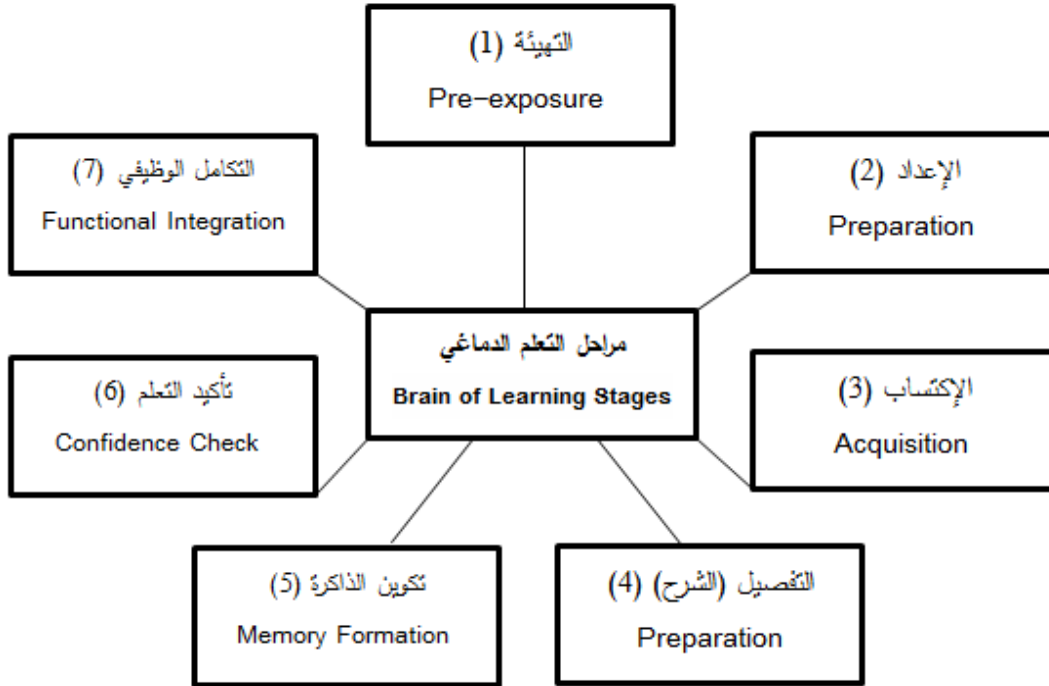 التهيئة (1)
Pre-exposure
الإعداد (2)
Preparation
الإكتساب (3)
Acquisition
التفصيل (الشرح) (4)
Preparation
تكوين الذاكرة (5)
Memory Formation
تأكيد التعلم (6)
Confidence Check
التكامل الوظيفي (7)
Functional Integration
مراحل التعلم الدماغي
Brain of Learning Stages